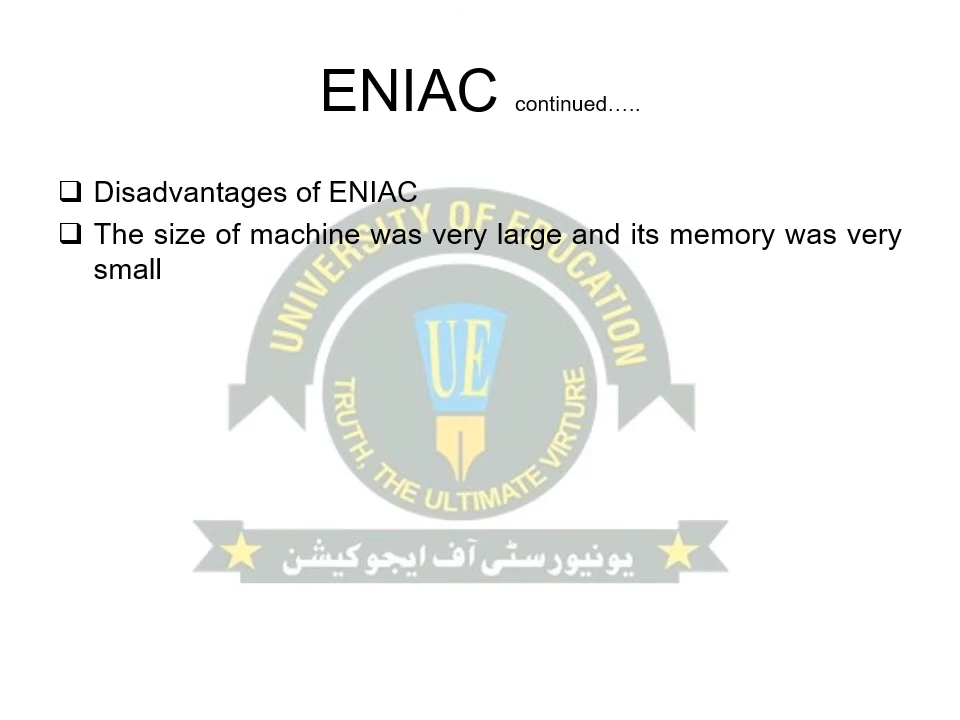 ENIAC continued…..
❑ Disadvantages of ENIAC
❑ The size of machine was very large and its memory was very
small
UNIVERSITY OF EDUCATION
UE
TRUTH, THE ULTIMATE VIRTURE
یونیورسٹی آف ایجوکیشن